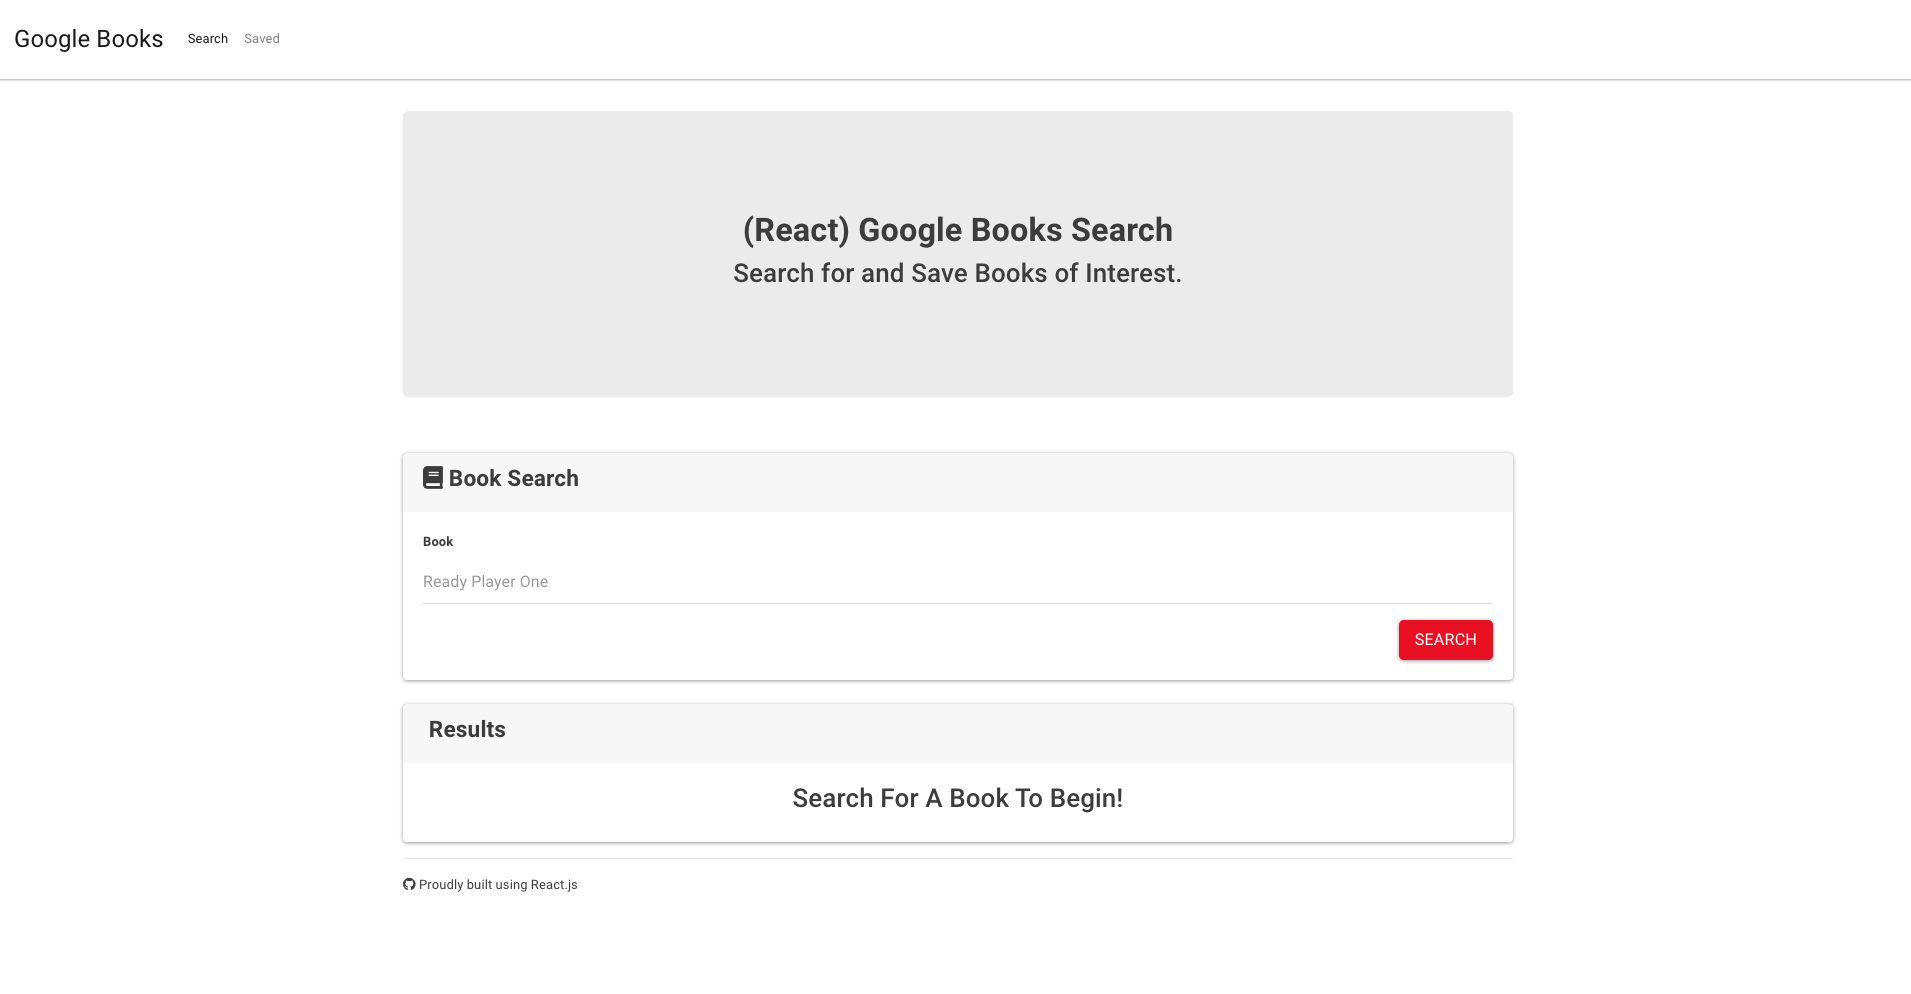 Google Books Search Saved
(React) Google Books Search
Search for and Save Books of Interest.
Book Search
Book
Ready Player One
SEARCH
Results
Search For A Book To Begin!
Proudly built using React.js